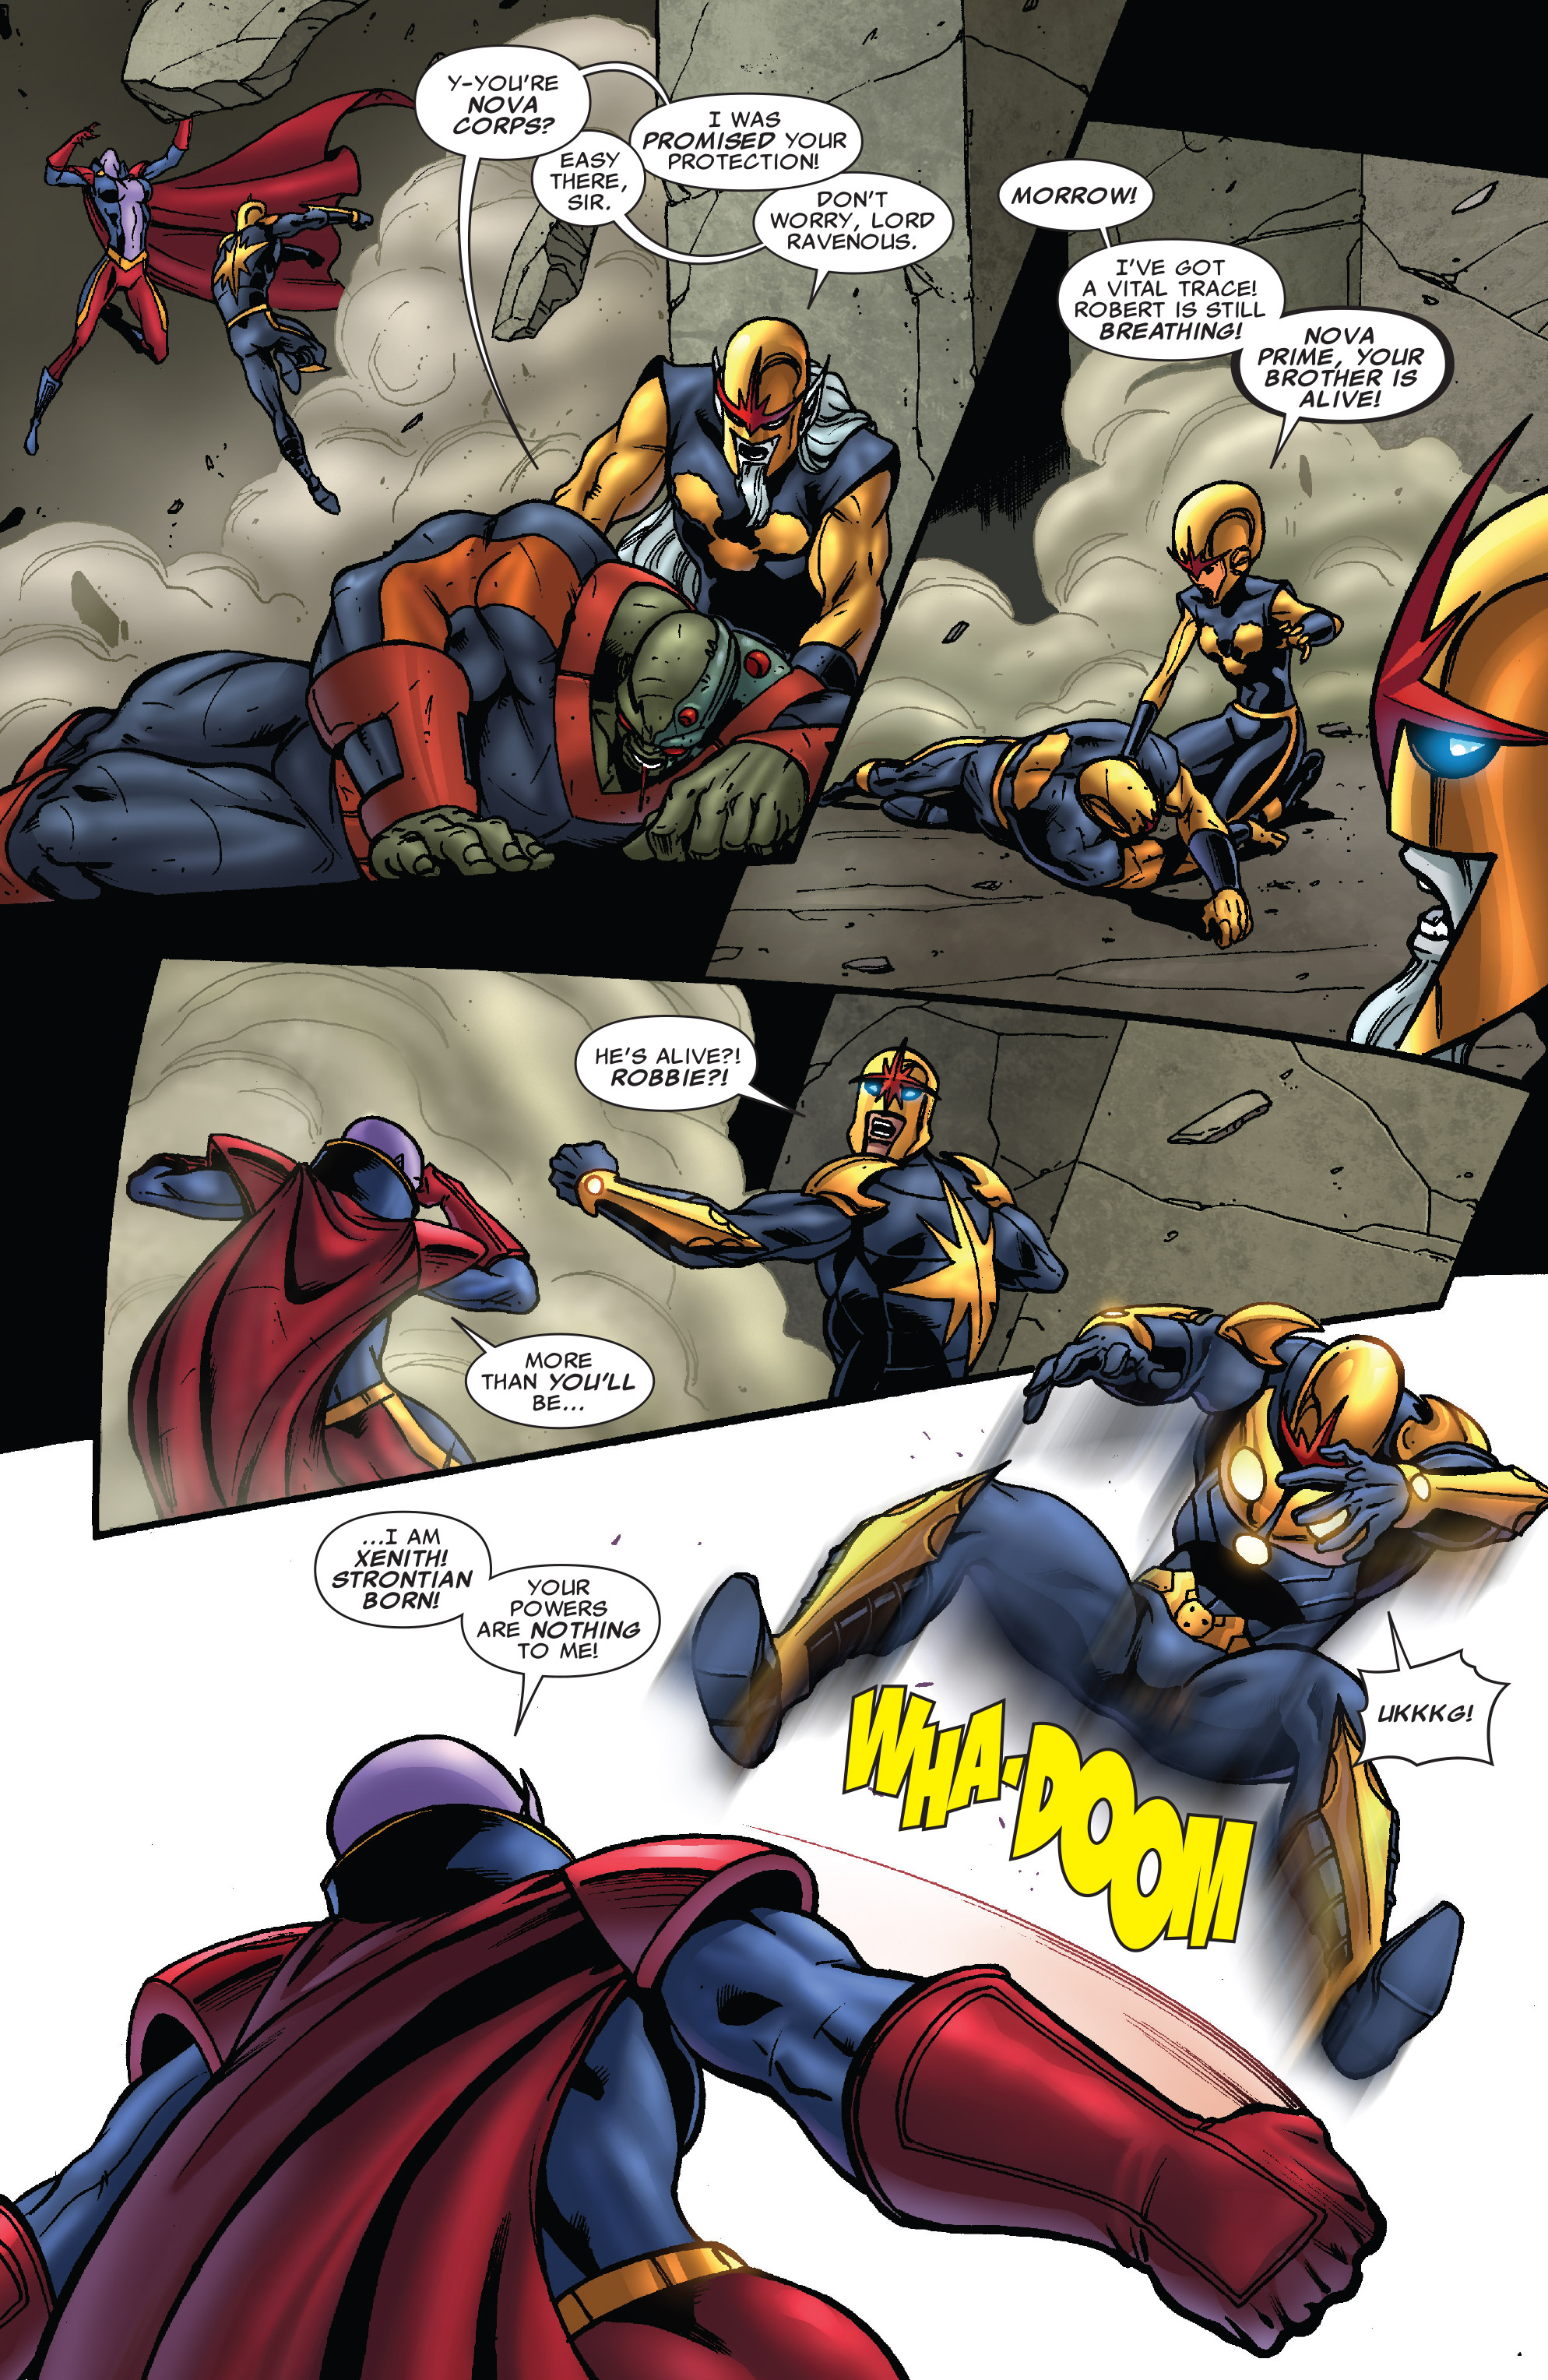 Y-YOU'RE
NOVA
CORPS?
I WAS
PROMISED YOUR
PROTECTION!
EASY
THERE,
SIR.
DON'T
WORRY, LORD
RAVENOUS.
MORROW!
I'VE GOT
A VITAL TRACE!
ROBERT IS STILL
BREATHING!
NOVA
PRIME, YOUR
BROTHER IS
ALIVE!
HE'S ALIVE?!
ROBBIE?!
MORE
THAN YOU'LL
BE...
...I AM
XENITH!
STRONTIAN
BORN!
YOUR
POWERS
ARE NOTHING
TO ME!
UKKKG!
WHA-DOOM